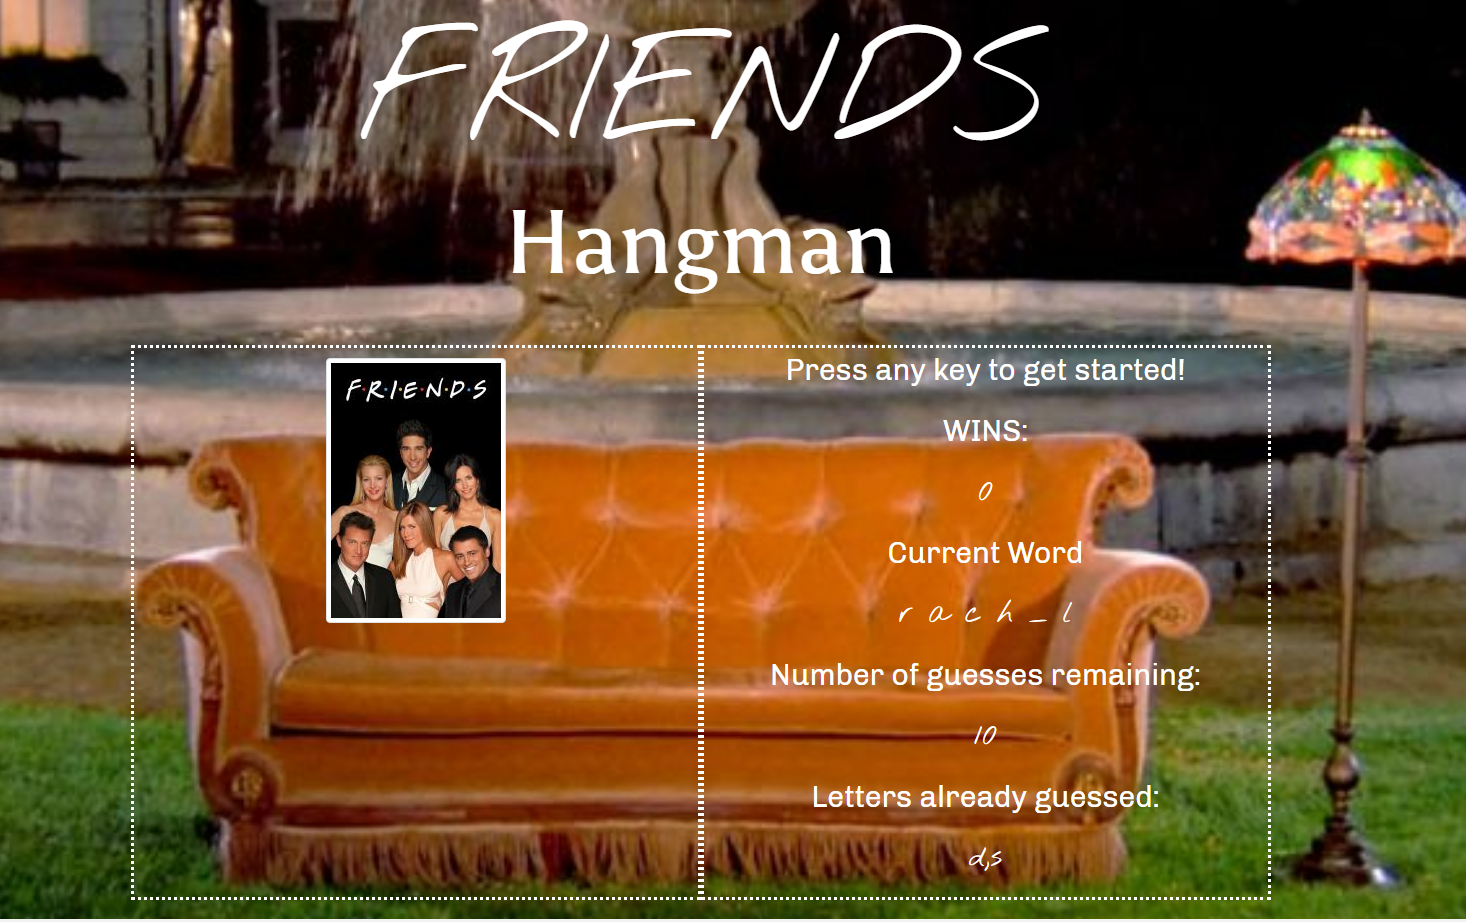 FRIENDS
Hangman
F·R·I·E·N·D·S
Press any key to get started!
WINS:
0
Current Word
r a c h _ l
Number of guesses remaining:
10
Letters already guessed:
d,s